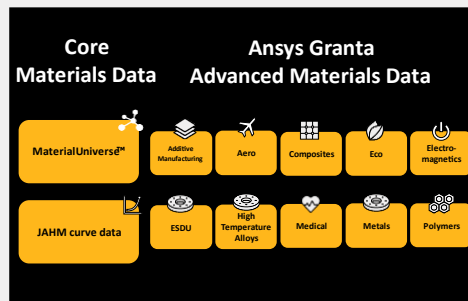 Core
Materials Data
Ansys Granta
Advanced Materials Data
MaterialUniverse™
Additive
Manufacturing
Aero
Composites
Eco
Electro-
magnetics
JAHM curve data
ESDU
High
Temperature
Alloys
Medical
Metals
Polymers